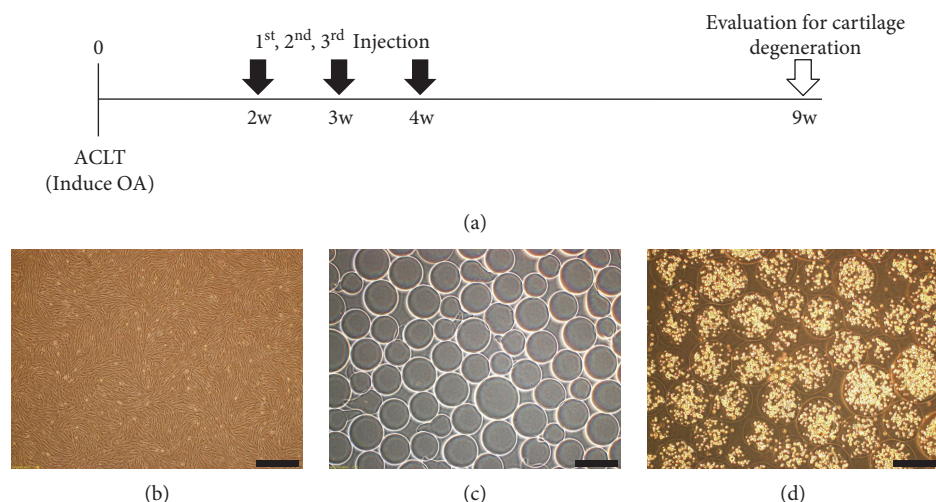 Evaluation for cartilage
degeneration
0
1st, 2nd, 3rd Injection
2w
3w
4w
9w
ACLT
(Induce OA)
(a)
(b)
(c)
(d)